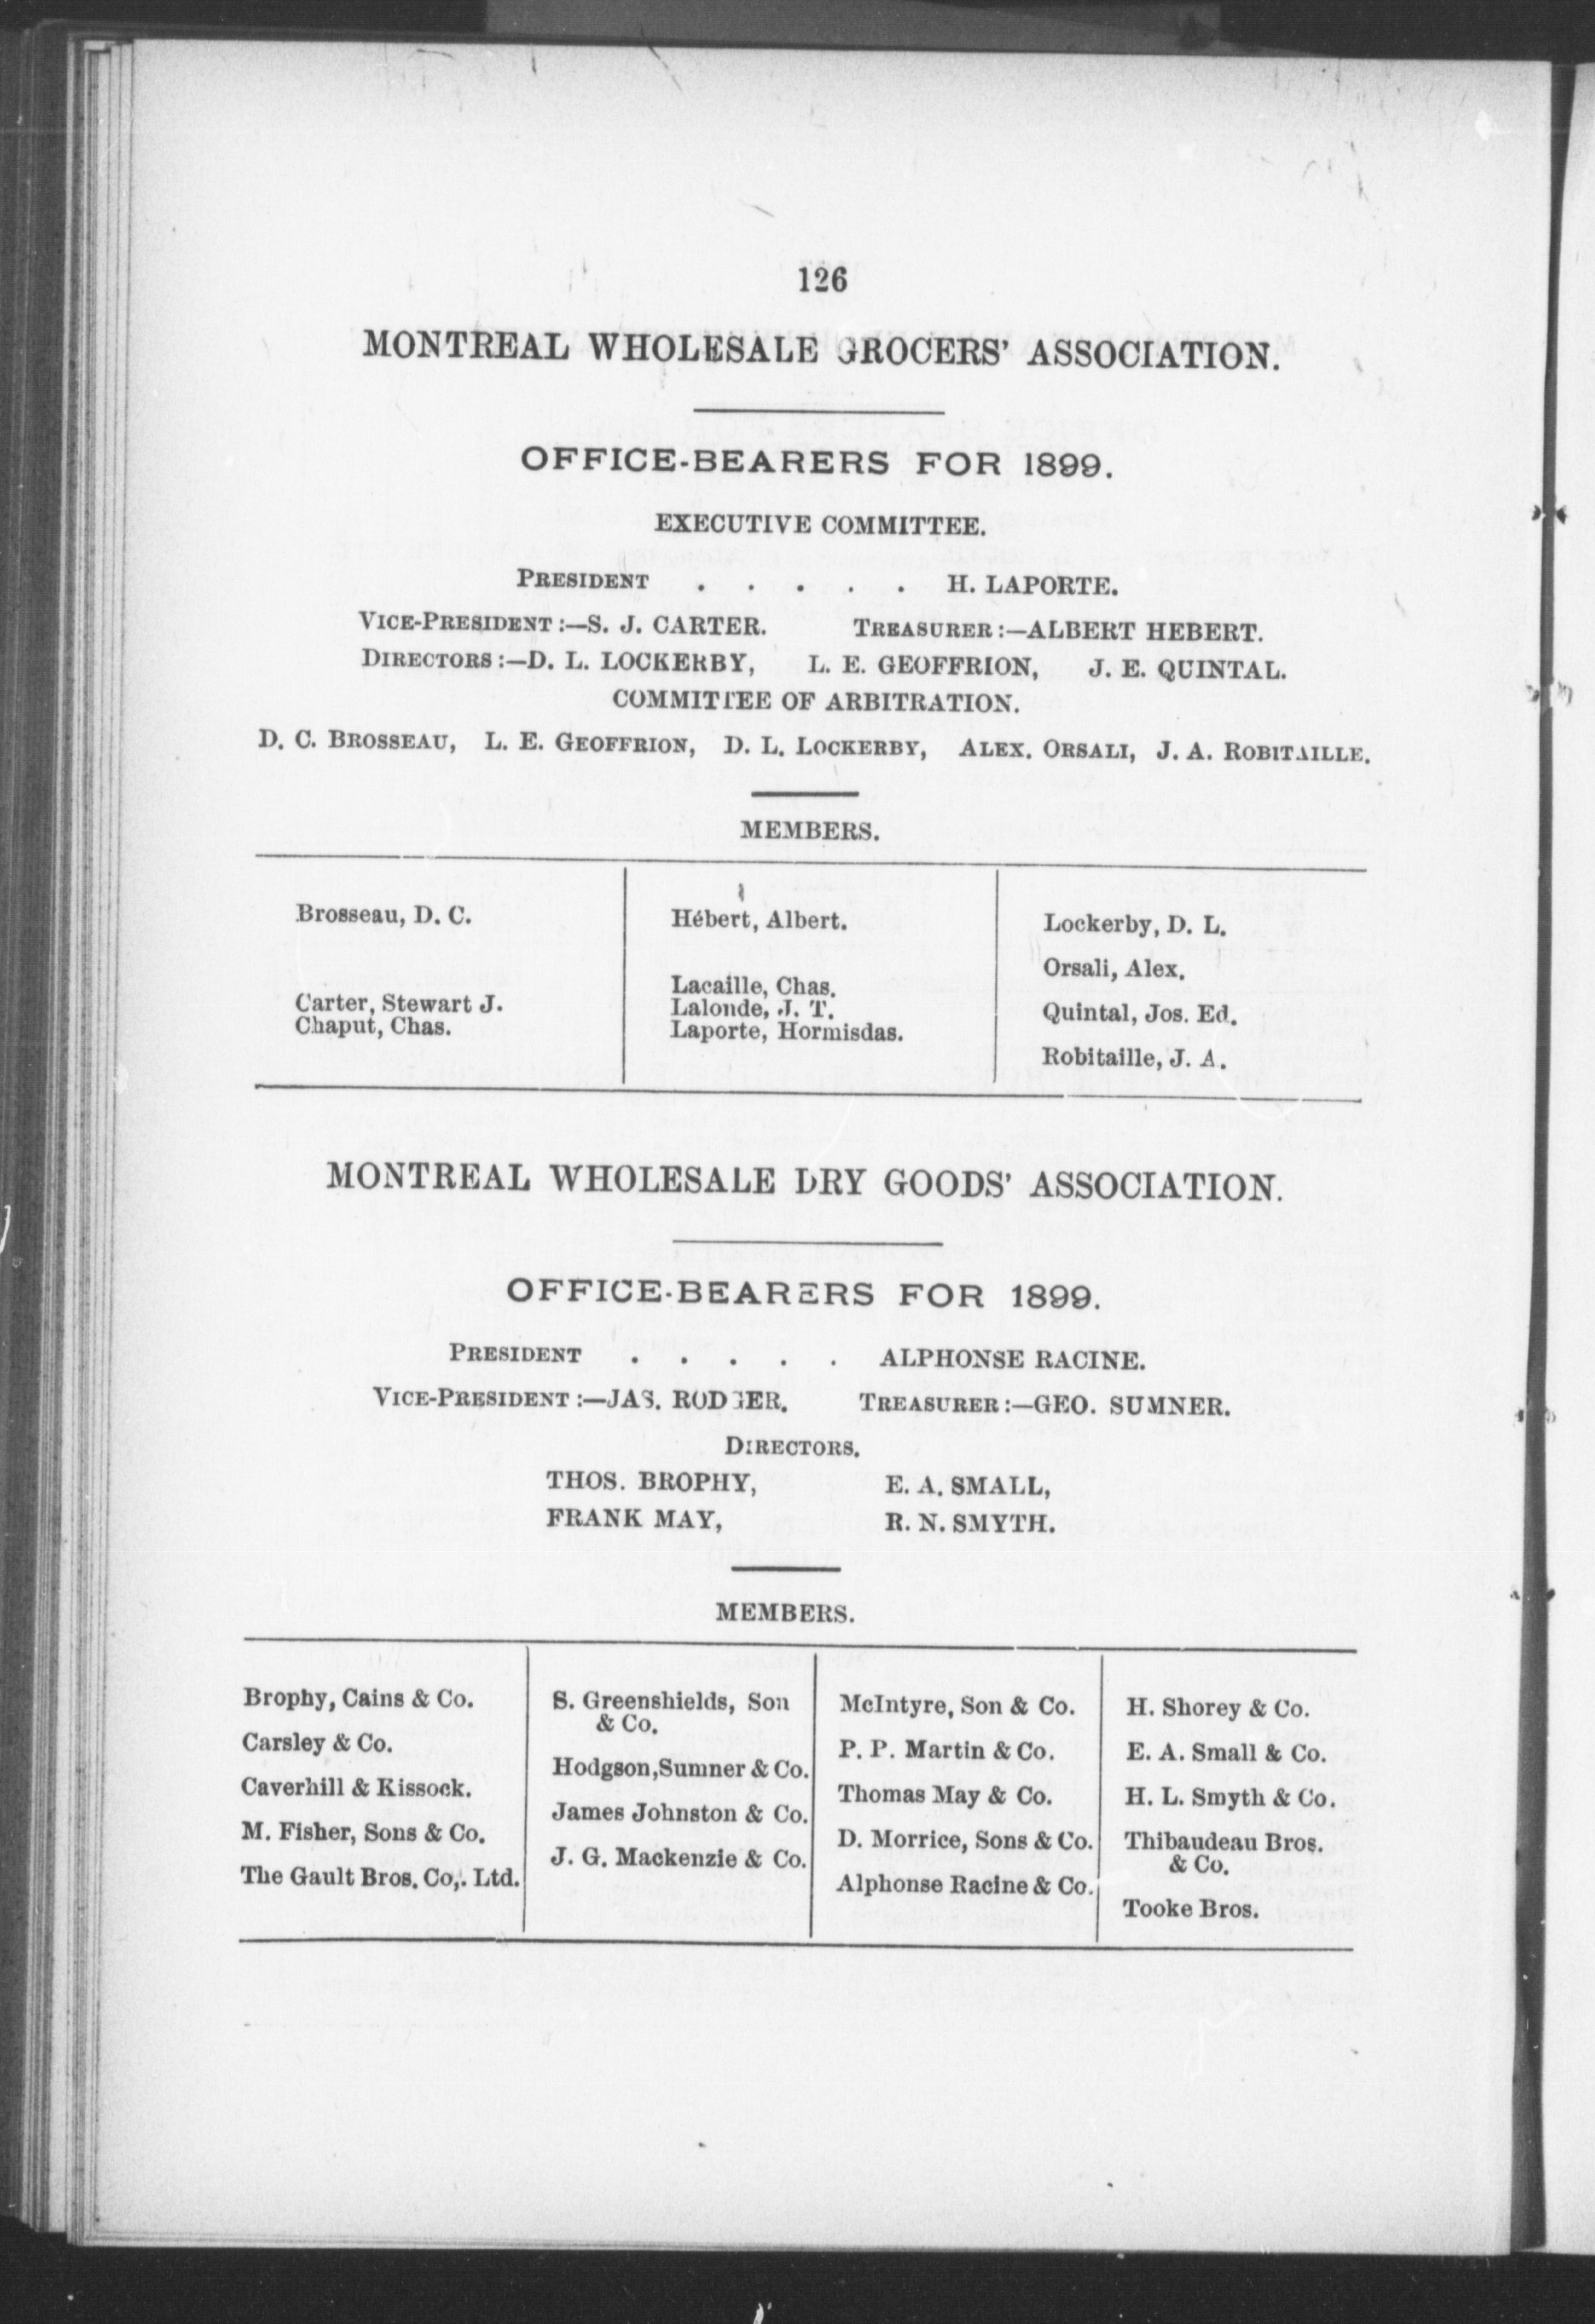 126
MONTREAL WHOLESALE GROCERS' ASSOCIATION.
OFFICE-BEARERS FOR 1899.
EXECUTIVE COMMITTEE.
PRESIDENT . . . . . H. LAPORTE.
VICE-PRESIDENT :—S. J. CARTER. TREASURER :—ALBERT HEBERT.
DIRECTORS :—D. L. LOCKERBY, L. E. GEOFFRION, J. E. QUINTAL.
COMMITTEE OF ARBITRATION.
D. C. BROSSEAU, L. E. GEOFFRION, D. L. LOCKERBY, ALEX. ORSALI, J. A. ROBITAILLE.
MEMBERS.
Brosseau, D. C.
Carter, Stewart J.
Chaput, Chas.
Hébert, Albert.
Lacaille, Chas.
Lalonde, J. T.
Laporte, Hormisdas.
Lockerby, D. L.
Orsali, Alex.
Quintal, Jos. Ed.
Robitaille, J. A.
MONTREAL WHOLESALE DRY GOODS' ASSOCIATION.
OFFICE-BEARERS FOR 1899.
PRESIDENT . . . . . ALPHONSE RACINE.
VICE-PRESIDENT :—JAS. RODGER. TREASURER :—GEO. SUMNER.
DIRECTORS.
THOS. BROPHY, E. A. SMALL,
FRANK MAY, R. N. SMYTH.
MEMBERS.
Brophy, Cains & Co.
Carsley & Co.
Caverhill & Kissock.
M. Fisher, Sons & Co.
The Gault Bros. Co,. Ltd.
S. Greenshields, Son
& Co.
Hodgson,Sumner & Co.
James Johnston & Co.
J. G. Mackenzie & Co.
McIntyre, Son & Co.
P. P. Martin & Co.
Thomas May & Co.
D. Morrice, Sons & Co.
Alphonse Racine & Co.
H. Shorey & Co.
E. A. Small & Co.
H. L. Smyth & Co.
Thibaudeau Bros.
& Co.
Tooke Bros.